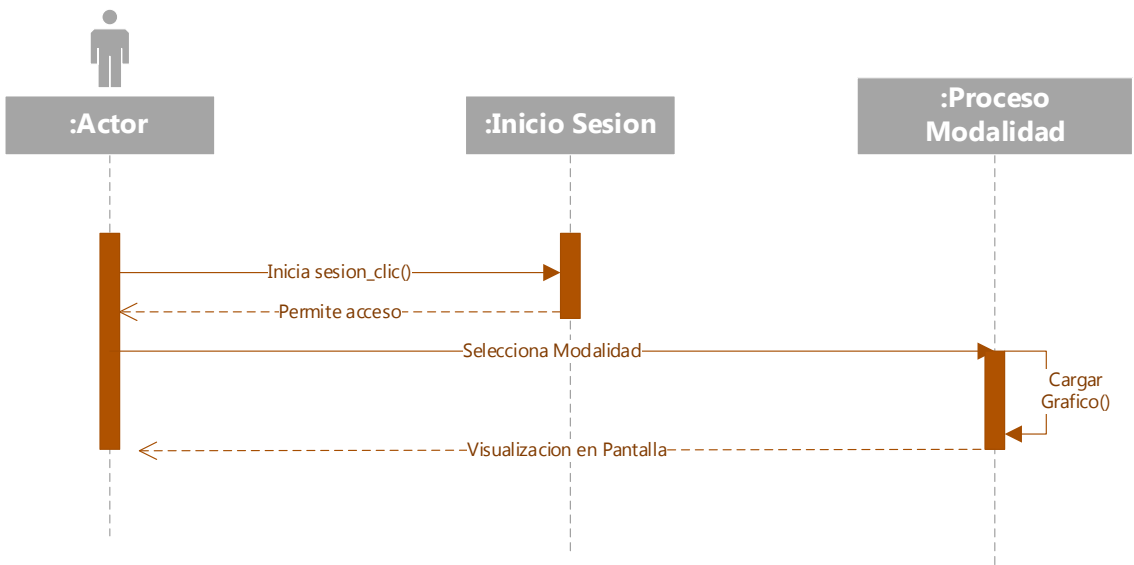 :Actor
:Inicio Sesion
:Proceso
Modalidad
Inicia sesion_clic()
Permite acceso
Selecciona Modalidad
Cargar
Grafico()
Visualizacion en Pantalla